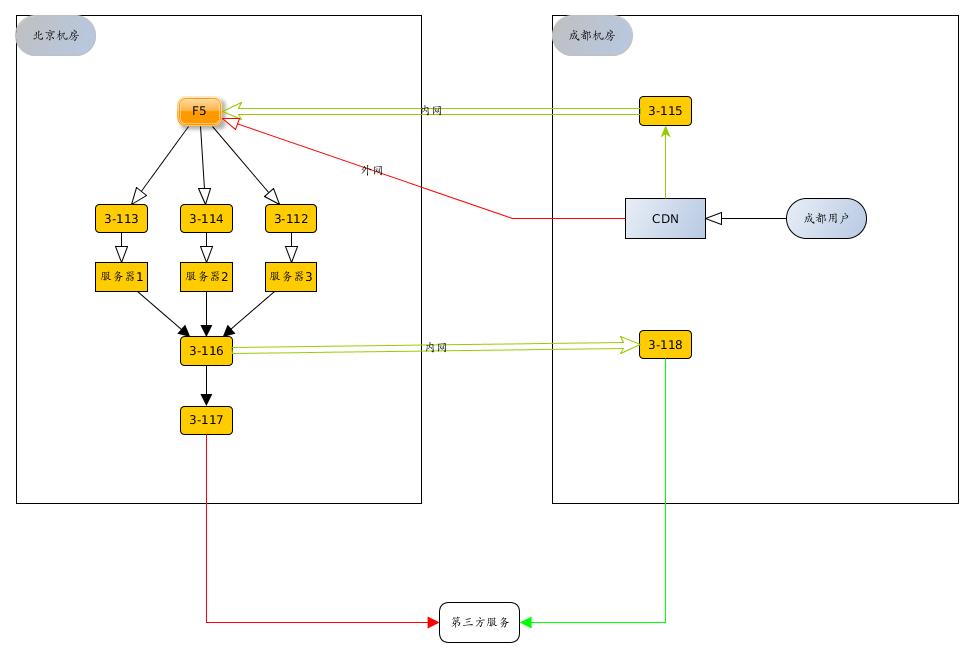 北京机房
成都机房
F5
内网
3-115
外网
3-113
3-114
3-112
CDN
成都用户
服务器1
服务器2
服务器3
3-116
内网
3-118
3-117
第三方服务